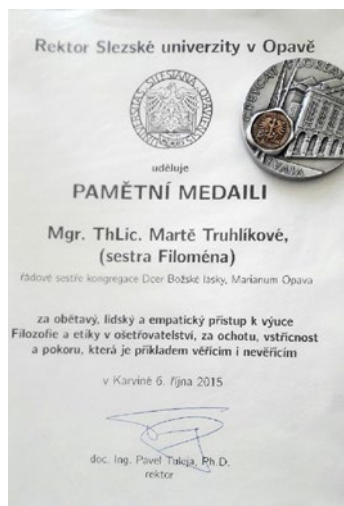 Rektor Slezské univerzity v Opavě
uděluje
PAMĚTNÍ MEDAILI
Mgr. ThLic. Martě Truhlíkové,
(sestra Filoména)
řádové sestře kongregace Dcer Božské lásky, Marianum Opava
za obětavý, lidský a empatický přístup k výuce
Filozofie a etiky v ošetřovatelství, za ochotu, vstřícnost
a pokoru, která je příkladem věřícím i nevěřícím
v Karviné 6. října 2015
doc. Ing. Pavel Tuleja, Ph.D.
rektor